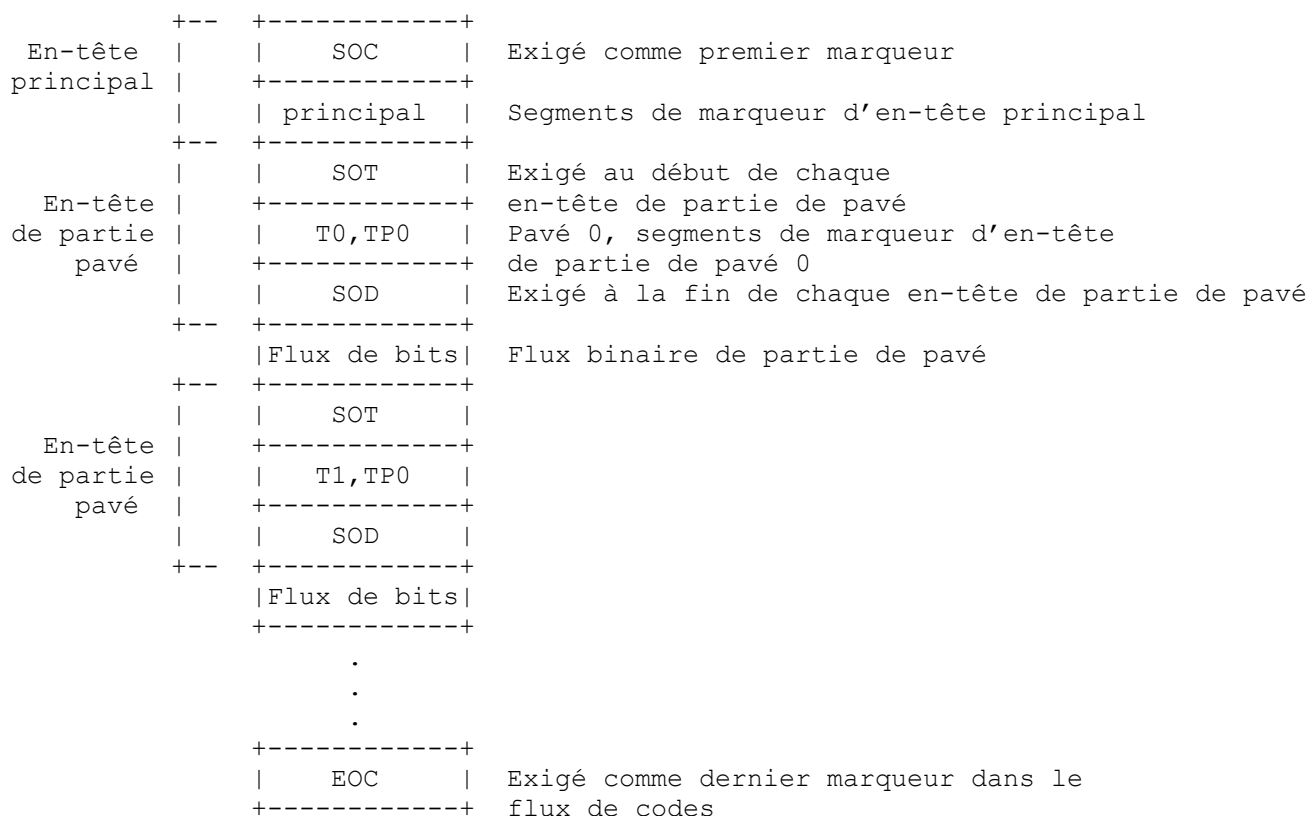 En-tête SOC Exigé comme premier marqueur
principal
principal Segments de marqueur d’en-tête principal
SOT Exigé au début de chaque
En-tête en-tête de partie de pavé
de partie T0,TP0 Pavé 0, segments de marqueur d’en-tête
pavé de partie de pavé 0
SOD Exigé à la fin de chaque en-tête de partie de pavé
Flux de bits Flux binaire de partie de pavé
SOT
En-tête
de partie T1,TP0
pavé
SOD
Flux de bits
.
.
.
EOC Exigé comme dernier marqueur dans le
flux de codes